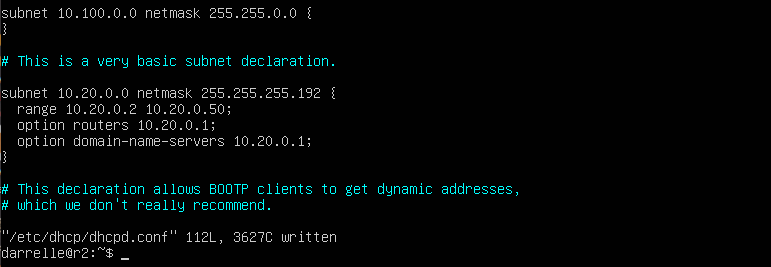 subnet 10.100.0.0 netmask 255.255.0.0 {
}
# This is a very basic subnet declaration.
subnet 10.20.0.0 netmask 255.255.255.192 {
  range 10.20.0.2 10.20.0.50;
  option routers 10.20.0.1;
  option domain-name-servers 10.20.0.1;
}
# This declaration allows BOOTP clients to get dynamic addresses,
# which we don't really recommend.
"/etc/dhcp/dhcpd.conf" 112L, 3627C written
darrelle@r2:~$ _